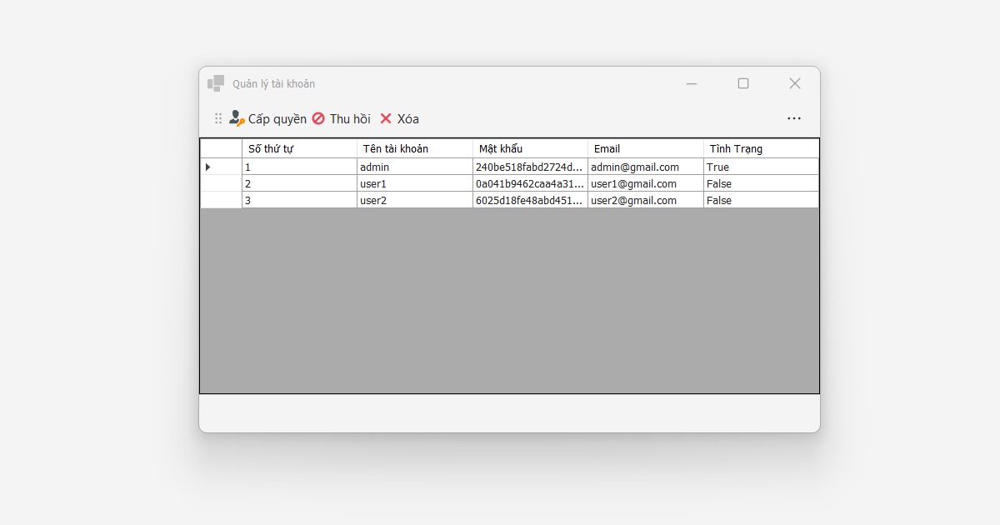 Quản lý tài khoản
Cấp quyền Thu hồi Xóa
Số thứ tự Tên tài khoản Mật khẩu Email Tình Trạng
1 admin 240be518fabd2724d... admin@gmail.com True
2 user1 0a041b9462caa4a31... user1@gmail.com False
3 user2 6025d18fe48abd451... user2@gmail.com False